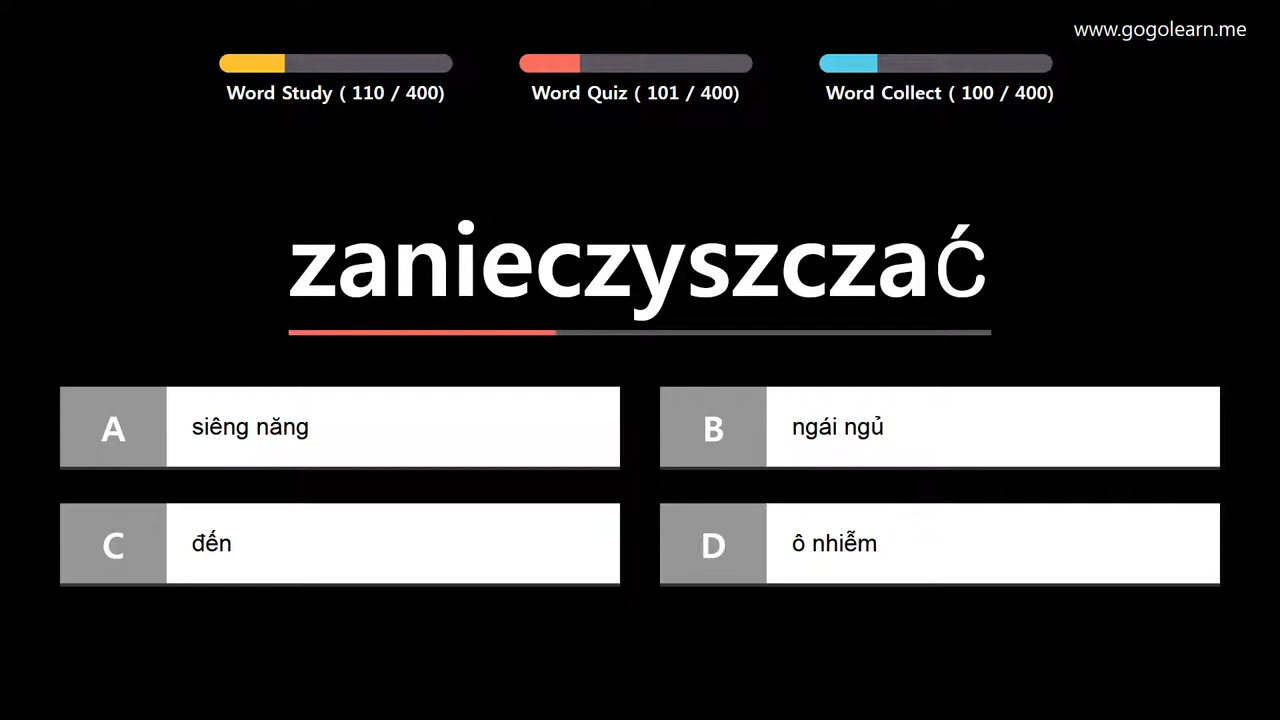 www.gogolearn.me
Word Study ( 110 / 400)
Word Quiz ( 101 / 400)
Word Collect ( 100 / 400)
zanieczyszczać
A siêng năng
B ngái ngủ
C đến
D ô nhiễm